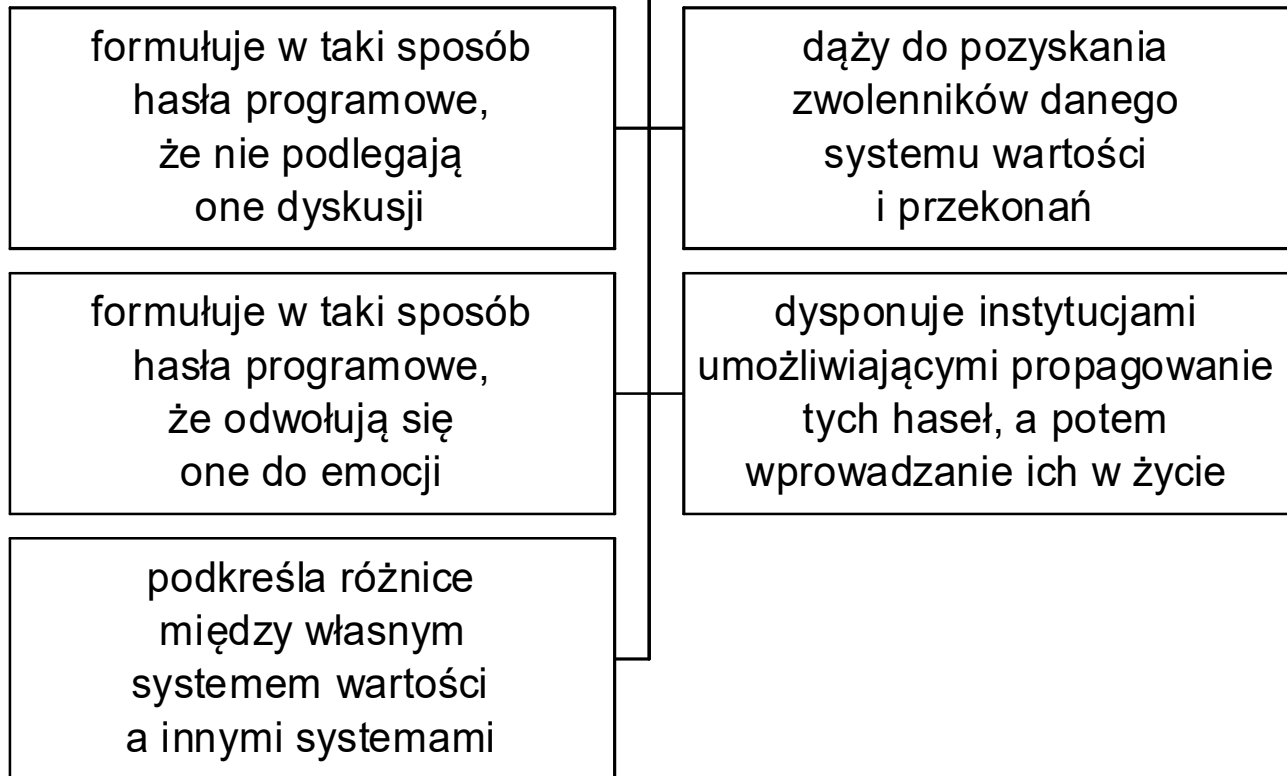 formułuje w taki sposób
hasła programowe,
że nie podlegają
one dyskusji
dąży do pozyskania
zwolenników danego
systemu wartości
i przekonań
formułuje w taki sposób
hasła programowe,
że odwołują się
one do emocji
dysponuje instytucjami
umożliwiającymi propagowanie
tych haseł, a potem
wprowadzanie ich w życie
podkreśla różnice
między własnym
systemem wartości
a innymi systemami